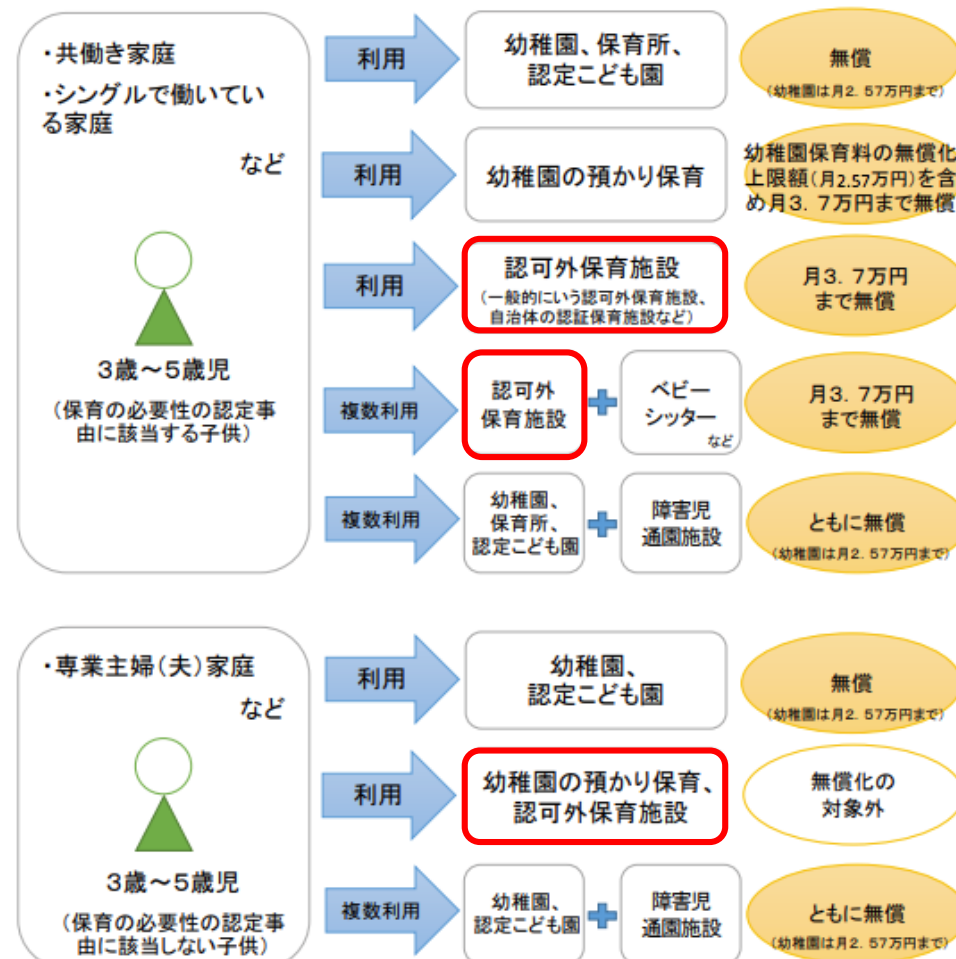 ・共働き家庭
・シングルで働いてい
る家庭
など
3歳～5歳児
（保育の必要性の認定事
由に該当する子供）
利用
幼稚園、保育所、
認定こども園
無償
（幼稚園は月2．57万円まで）
利用
幼稚園の預かり保育
幼稚園保育料の無償化
上限額（月2.57万円）を含
め月3．7万円まで無償
利用
認可外保育施設
（一般的にいう認可外保育施設、
自治体の認証保育施設など）
月3．7万円
まで無償
複数利用
認可外
保育施設
ベビー
シッター
など
月3．7万円
まで無償
複数利用
幼稚園、
保育所、
認定こども園
障害児
通園施設
ともに無償
（幼稚園は月2．57万円まで）
・専業主婦（夫）家庭
など
3歳～5歳児
（保育の必要性の認定事
由に該当しない子供）
利用
幼稚園、
認定こども園
無償
（幼稚園は月2．57万円まで）
利用
幼稚園の預かり保育、
認可外保育施設
無償化の
対象外
複数利用
幼稚園、
認定こども園
障害児
通園施設
ともに無償
（幼稚園は月2．57万円まで）